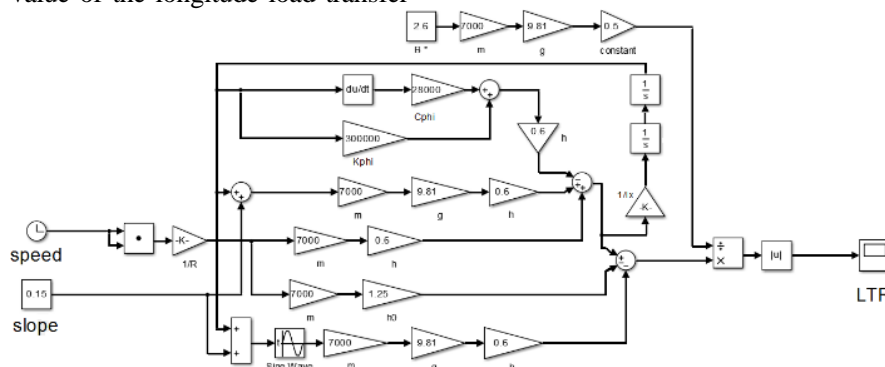 value of the longitude load transfer
2.6
7000
9.81
0.5
B *
m
g
constant
du/dt
28000
Cphi
1
s
300000
Kphi
0.6
h
1
s
+
+
7000
9.81
0.6
m
g
h
1/Ix
-K-
speed
-K-
1/R
7000
0.6
m
h
÷
×
|u|
LTR
0.15
slope
7000
1.25
m
h0
+
+
t
7000
9.81
0.6